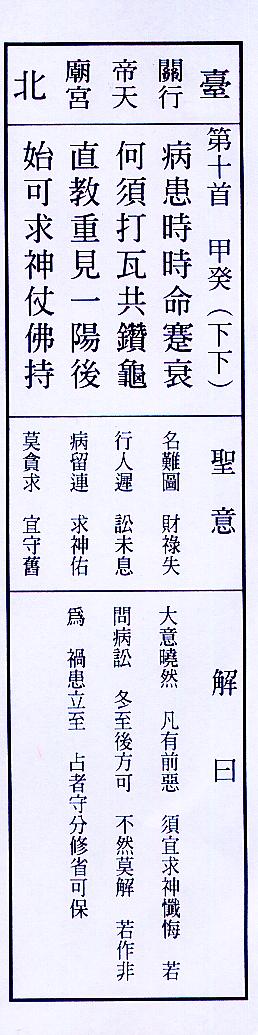 臺
關行
帝天
廟宮
北
第十首 甲癸(下下)
病患時時命蹇衰
何須打瓦共鑽龜
直教重見一陽後
始可求神仗佛持
聖意
名難圖 財祿失
行人遲 訟未息
病留連 求神佑
莫貪求 宜守舊
解曰
大意曉然 凡有前惡 須宜求神懺悔 若
問病訟 冬至後方可 不然莫解 若作非
為 禍患立至 占者守分修省可保